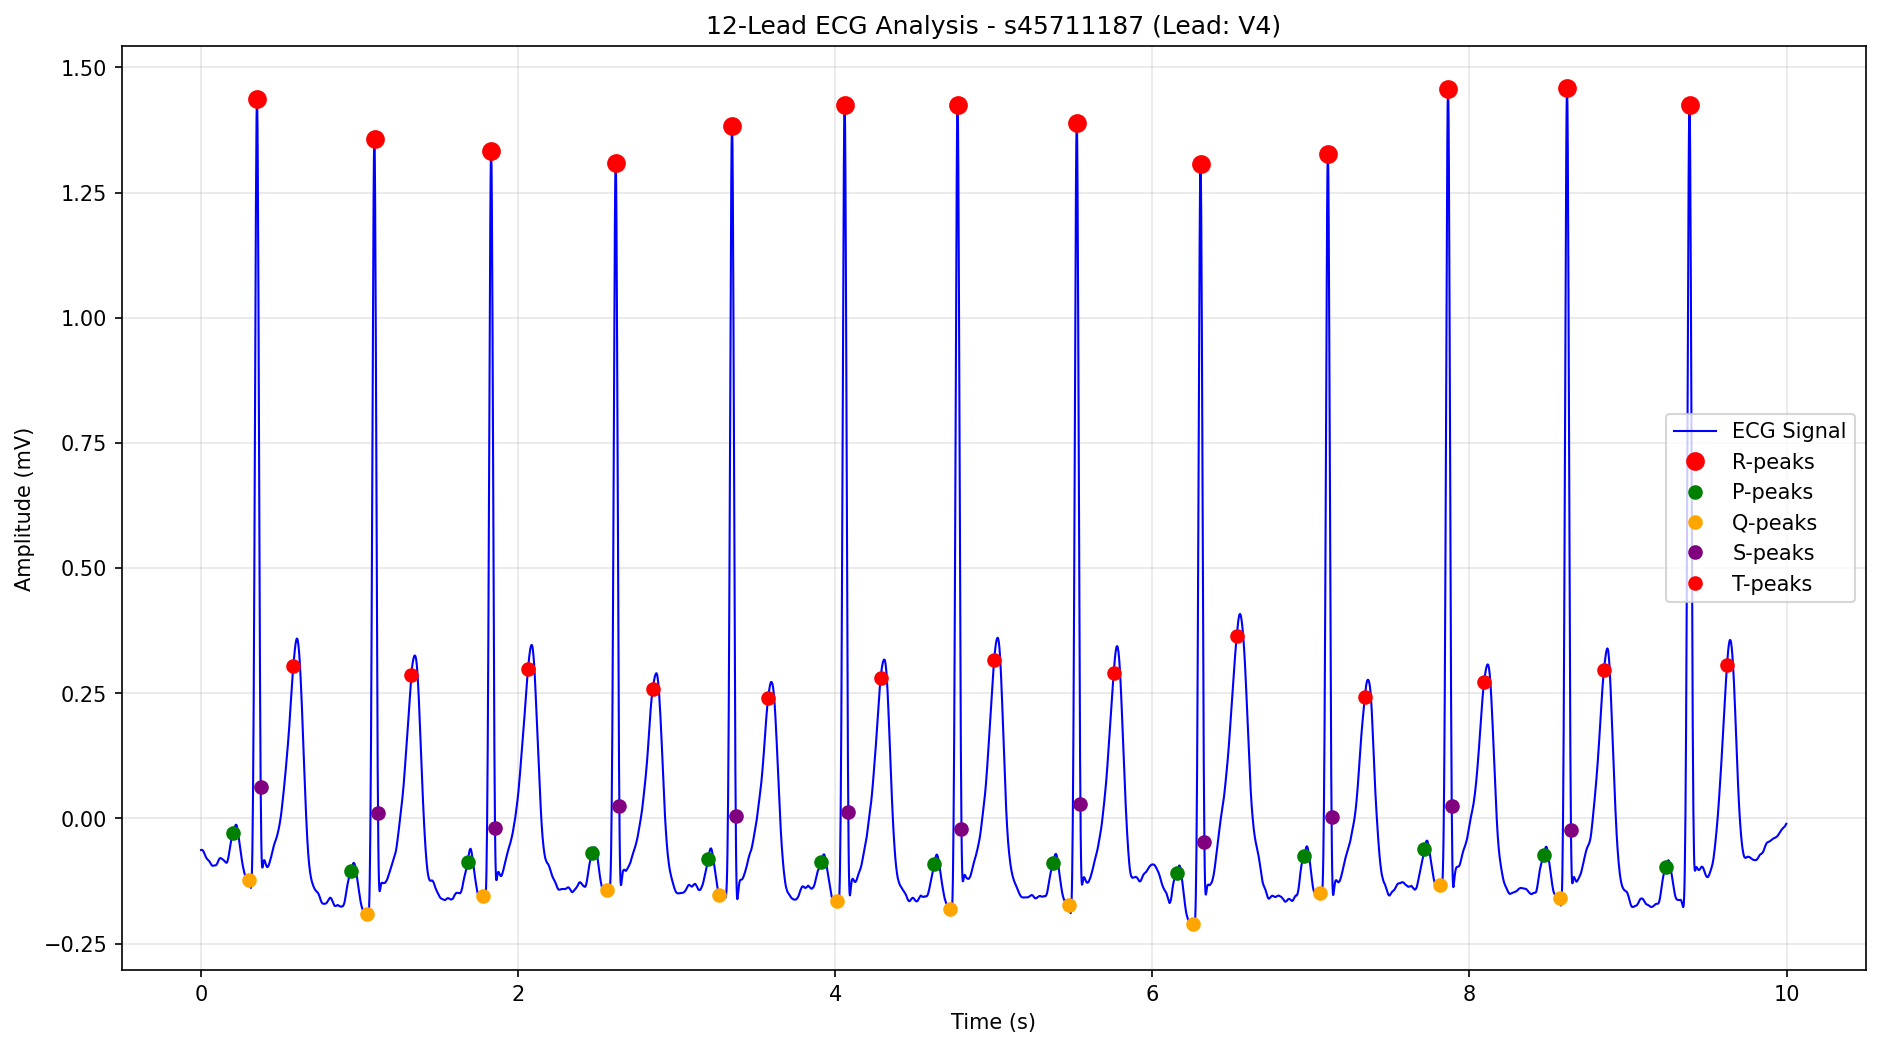 12-Lead ECG Analysis - s45711187 (Lead: V4)
Amplitude (mV)
1.50
1.25
1.00
0.75
0.50
0.25
0.00
−0.25
ECG Signal
R-peaks
P-peaks
Q-peaks
S-peaks
T-peaks
0 2 4 6 8 10
Time (s)